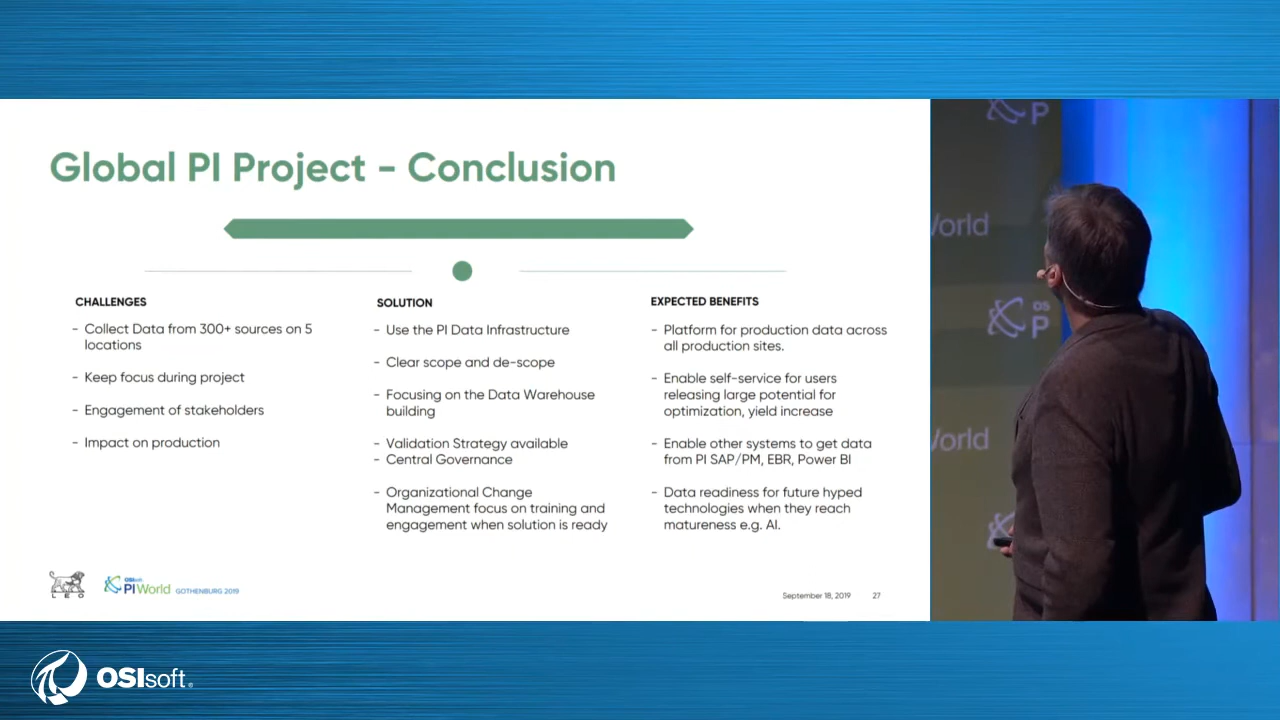 Global PI Project - Conclusion
CHALLENGES
- Collect Data from 300+ sources on 5
locations
- Keep focus during project
- Engagement of stakeholders
- Impact on production
SOLUTION
- Use the PI Data Infrastructure
- Clear scope and de-scope
- Focusing on the Data Warehouse
building
- Validation Strategy available
- Central Governance
- Organizational Change
Management focus on training and
engagement when solution is ready
EXPECTED BENEFITS
- Platform for production data across
all production sites.
- Enable self-service for users
releasing large potential for
optimization, yield increase
- Enable other systems to get data
from PI SAP/PM, EBR, Power BI
- Data readiness for future hyped
technologies when they reach
matureness e.g. AI.
LEO
OSIsoft.
PI World GOTHENBURG 2019
September 18, 2019 27
P
World
OS
P
World
OSIsoft.